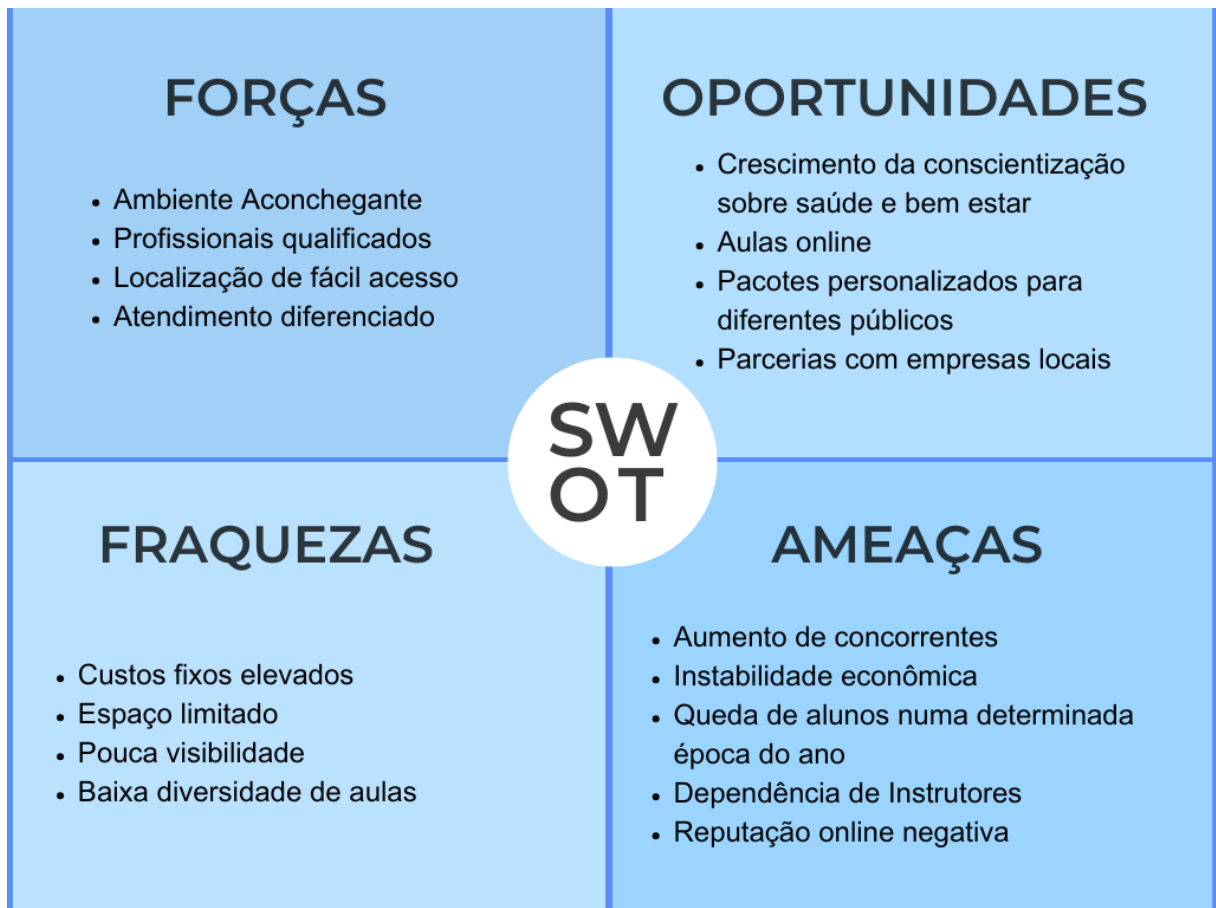 FORÇAS
• Ambiente Aconchegante
• Profissionais qualificados
• Localização de fácil acesso
• Atendimento diferenciado
OPORTUNIDADES
• Crescimento da conscientização
sobre saúde e bem estar
• Aulas online
• Pacotes personalizados para
diferentes públicos
• Parcerias com empresas locais
SW
OT
FRAQUEZAS
• Custos fixos elevados
• Espaço limitado
• Pouca visibilidade
• Baixa diversidade de aulas
AMEAÇAS
• Aumento de concorrentes
• Instabilidade econômica
• Queda de alunos numa determinada
época do ano
• Dependência de Instrutores
• Reputação online negativa